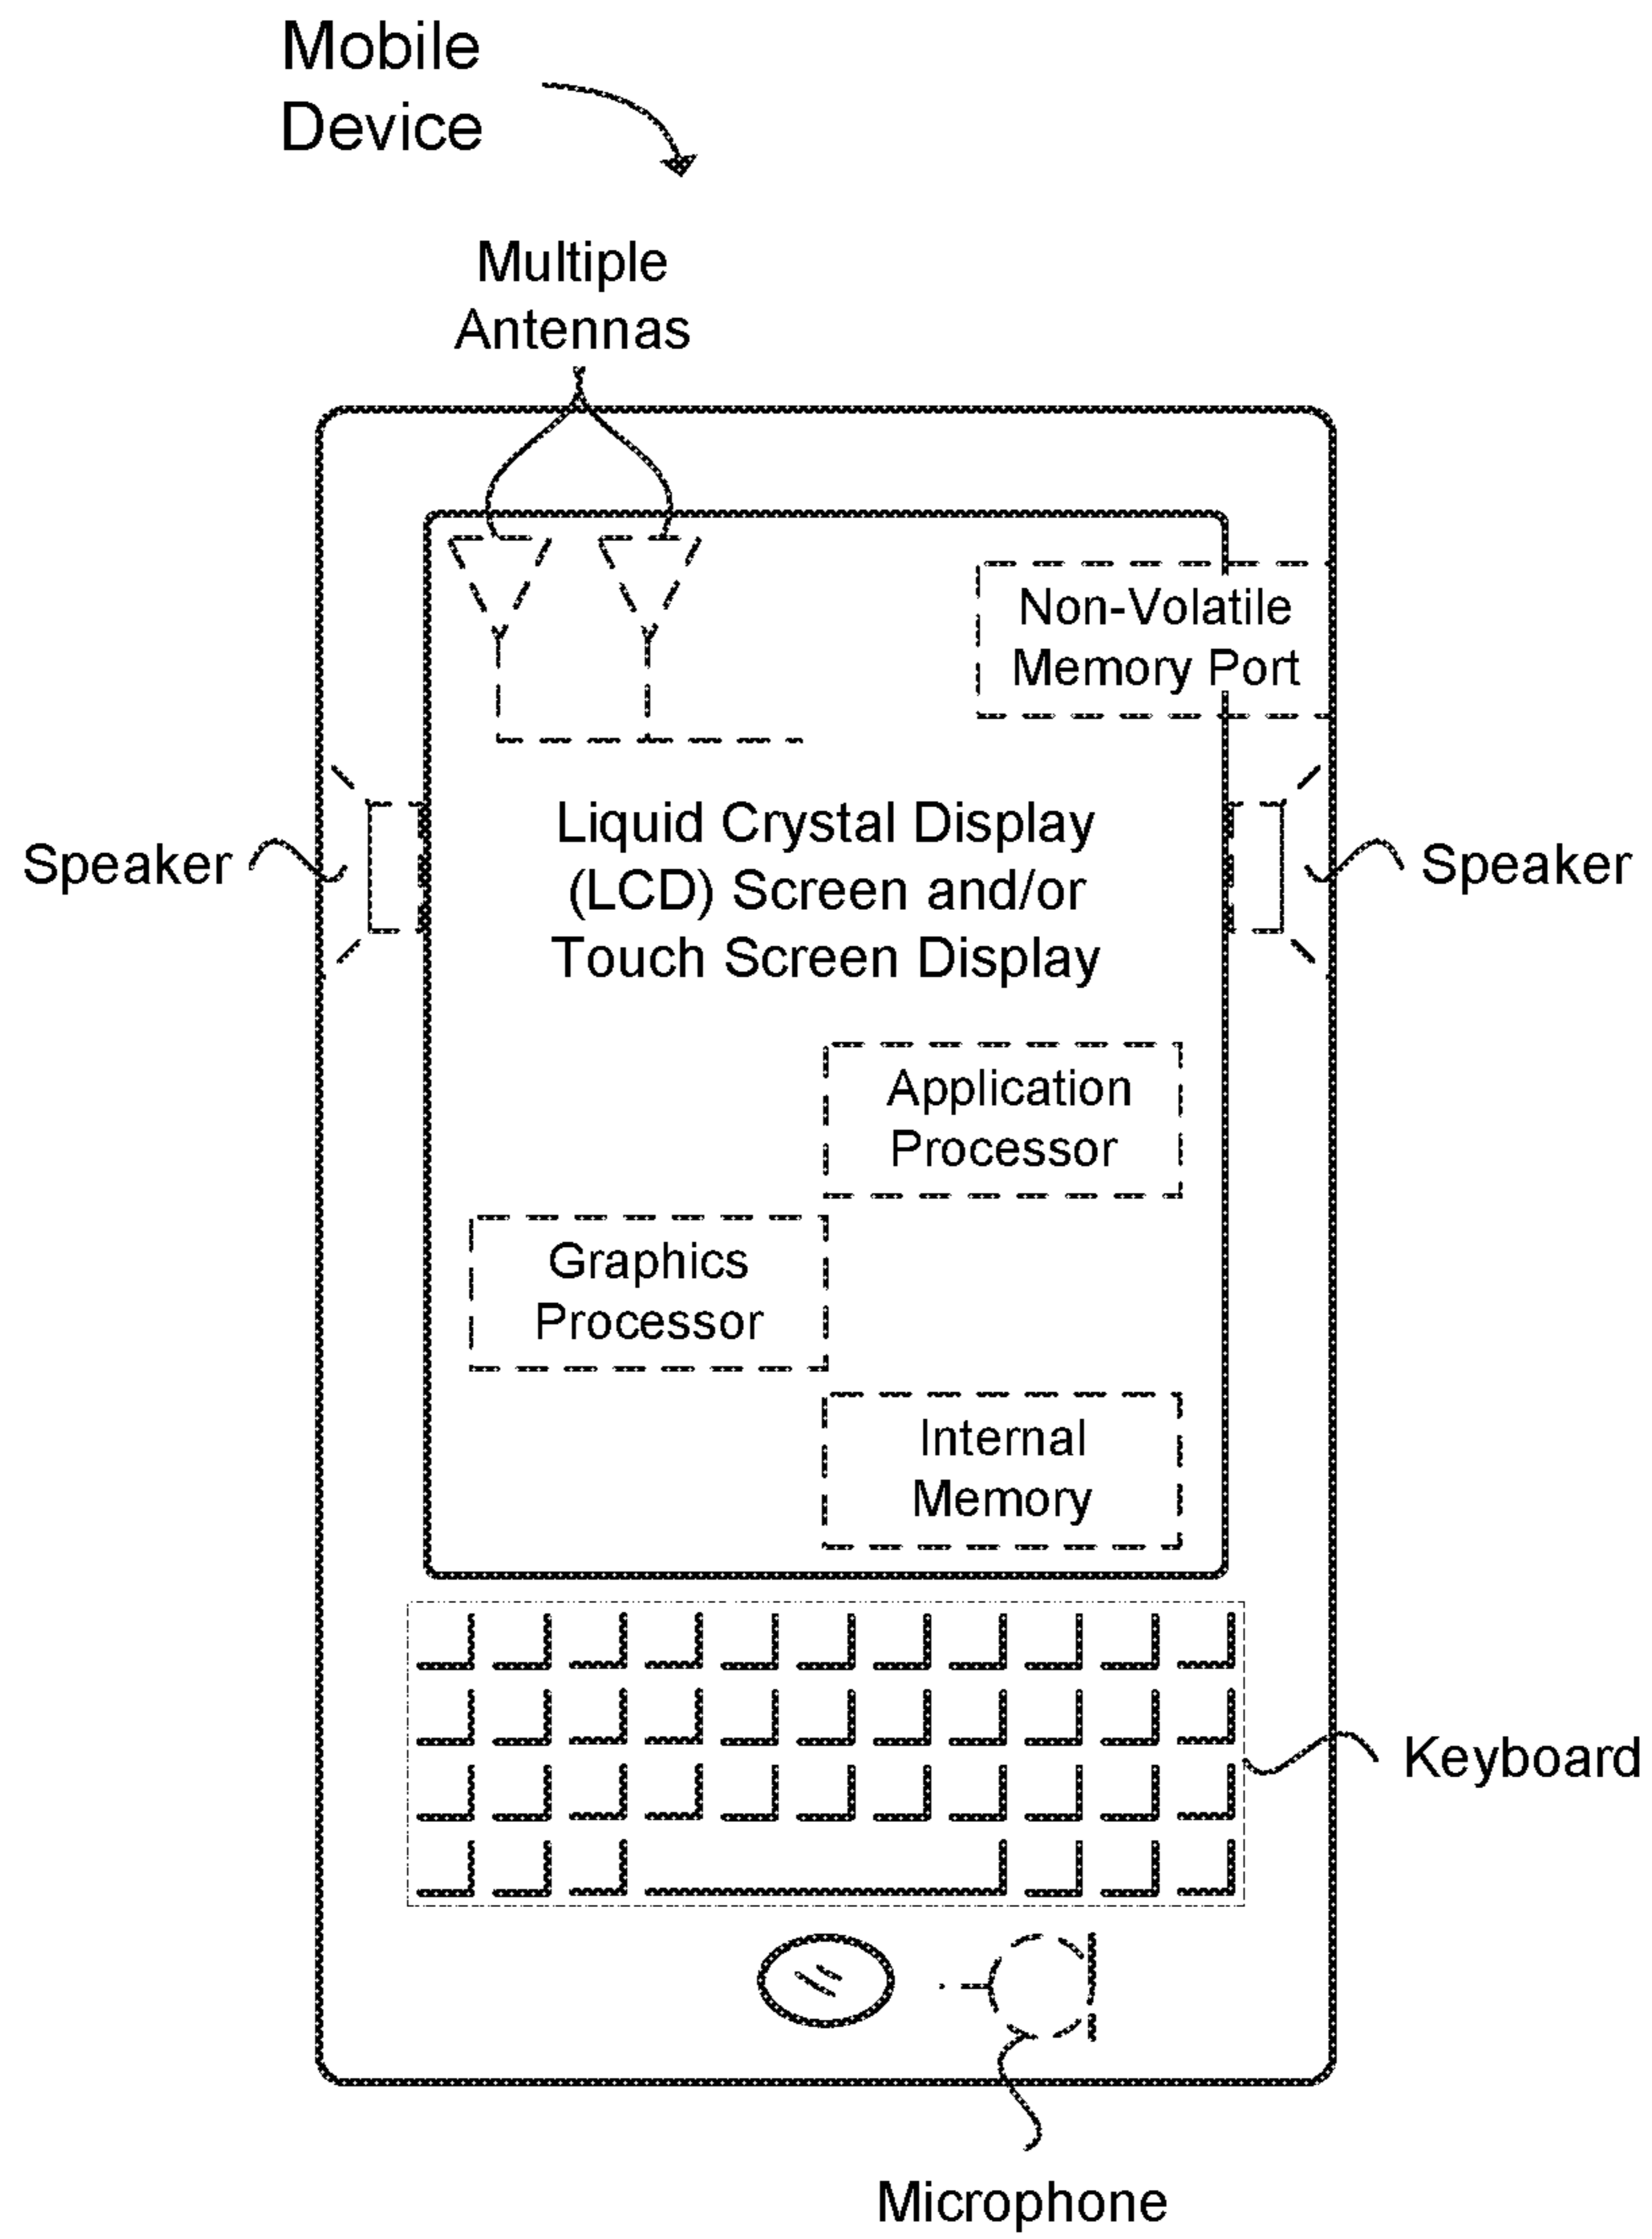 Mobile
Device
Multiple
Antennas
Non-Volatile
Memory Port
Liquid Crystal Display
(LCD) Screen and/or
Touch Screen Display
Speaker
Speaker
Application
Processor
Graphics
Processor
Internal
Memory
Keyboard
Microphone